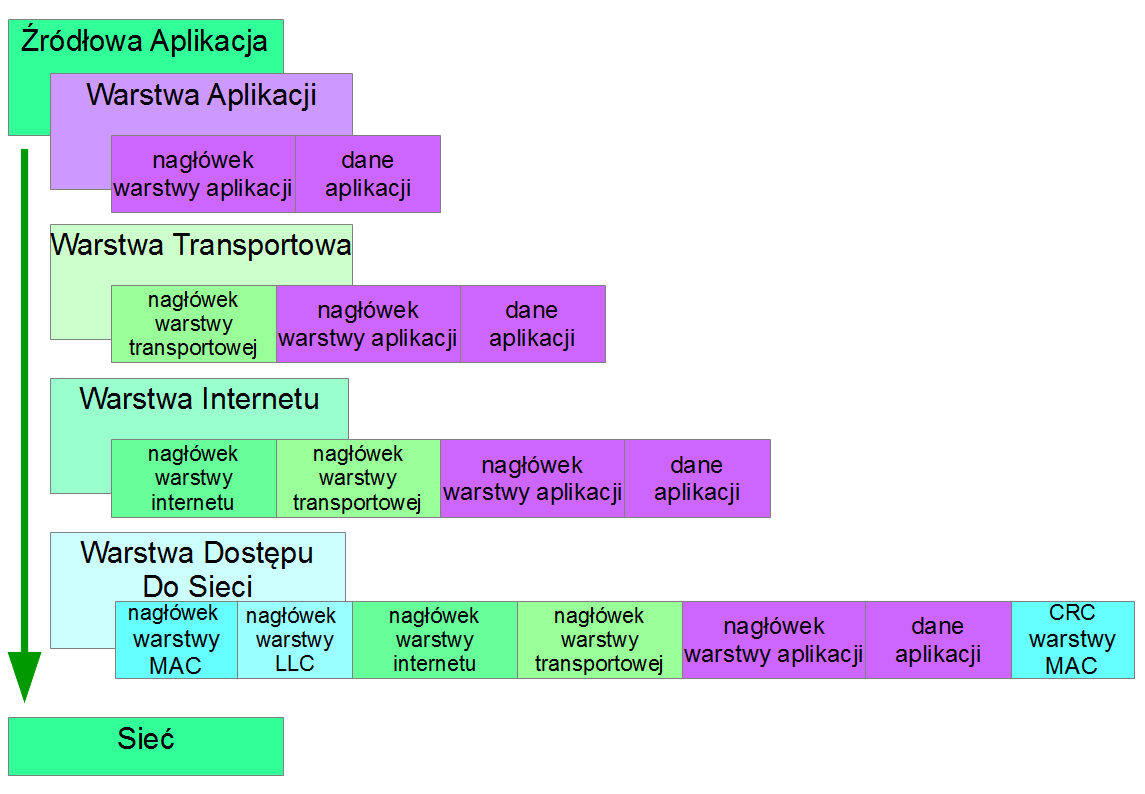 Źródłowa Aplikacja
Warstwa Aplikacji
nagłówek
warstwy aplikacji
dane
aplikacji
Warstwa Transportowa
nagłówek
warstwy
transportowej
nagłówek
warstwy aplikacji
dane
aplikacji
Warstwa Internetu
nagłówek
warstwy
internetu
nagłówek
warstwy
transportowej
nagłówek
warstwy aplikacji
dane
aplikacji
Warstwa Dostępu
Do Sieci
nagłówek
warstwy
MAC
nagłówek
warstwy
LLC
nagłówek
warstwy
internetu
nagłówek
warstwy
transportowej
nagłówek
warstwy aplikacji
dane
aplikacji
CRC
warstwy
MAC
Sieć